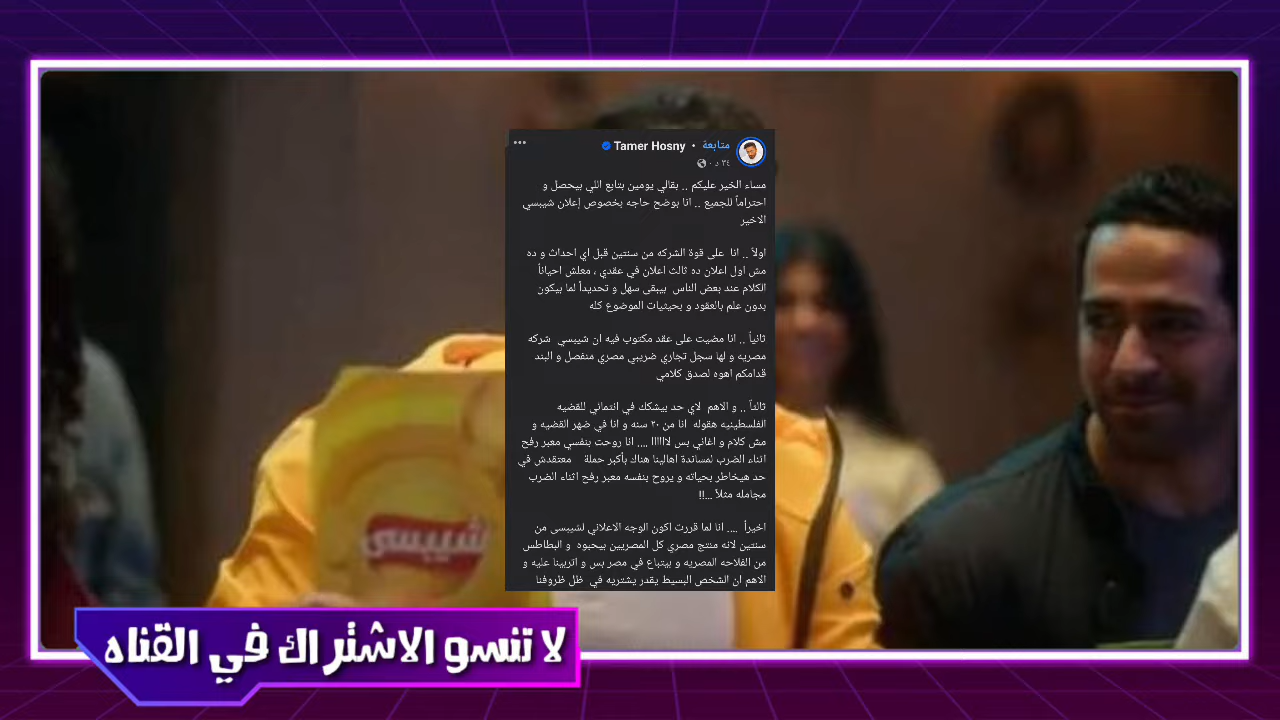 متابعة • Tamer Hosny
٣٤ د •
مساء الخير عليكم .. بقالي يومين بتابع اللي بيحصل و
احتراماً للجميع .. انا بوضح حاجه بخصوص إعلان شيبسي
الاخير
اولاً .. انا على قوة الشركه من سنتين قبل اي احداث و ده
مش اول اعلان ده ثالث اعلان في عقدي ، معلش احياناً
الكلام عند بعض الناس بيبقى سهل و تحديداً لما بيكون
بدون علم بالعقود و بحيثيات الموضوع كله
ثانياً .. انا مضيت على عقد مكتوب فيه ان شيبسي شركه
مصريه و لها سجل تجاري ضريبي مصري منفصل و البند
قدامكم اهوه لصدق كلامي
ثالثاً .. و الاهم لاي حد بيشكك في انتمائي للقضيه
الفلسطينيه هقوله انا من ٢٠ سنه و انا في ضهر القضيه و
مش كلام و اغاني بس لااااااا .... انا روحت بنفسي معبر رفح
اثناء الضرب لمساندة اهالينا هناك بأكبر حملة معتقدش في
حد هيخاطر بحياته و يروح بنفسه معبر رفح اثناء الضرب
مجامله مثلاً ...!!
اخيراً .... انا لما قررت اكون الوجه الاعلاني لشيبسى من
سنتين لانه منتج مصري كل المصريين بيحبوه و البطاطس
من الفلاحه المصريه و بيتباع في مصر بس و اتربينا عليه و
الاهم ان الشخص البسيط يقدر يشتريه في ظل ظروفنا
شيبسي
لا تنسو الاشتراك في القناه